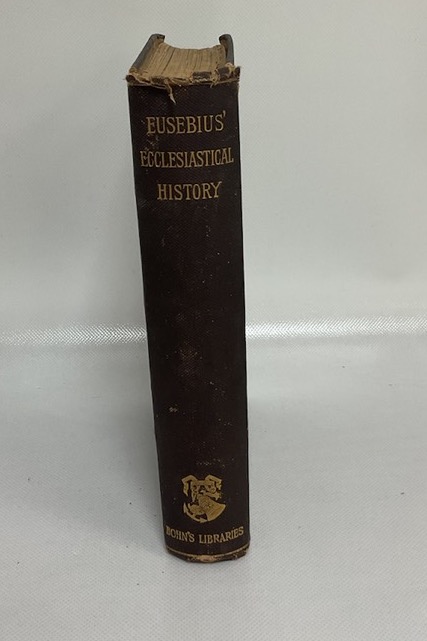 EUSEBIUS'
ECCLESIASTICAL
HISTORY
BOHN'S LIBRARIES